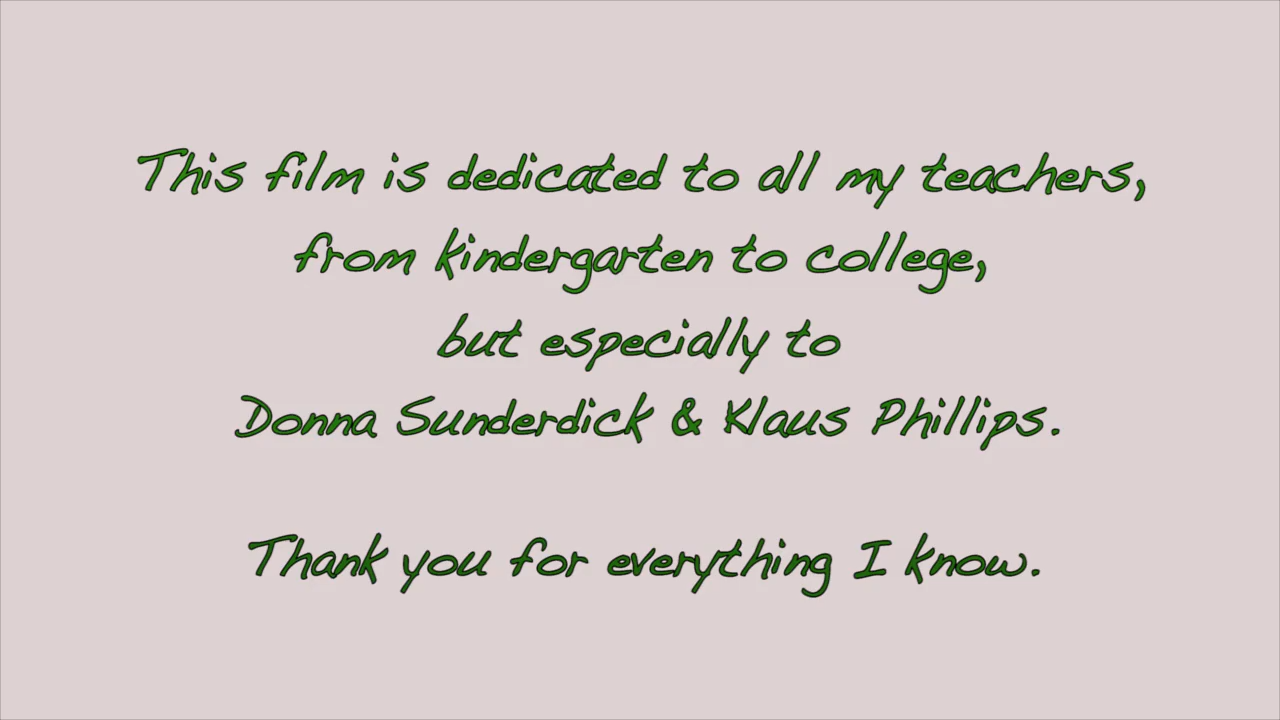 This film is dedicated to all my teachers,
from kindergarten to college,
but especially to
Donna Sunderdick & Klaus Phillips.
Thank you for everything I know.